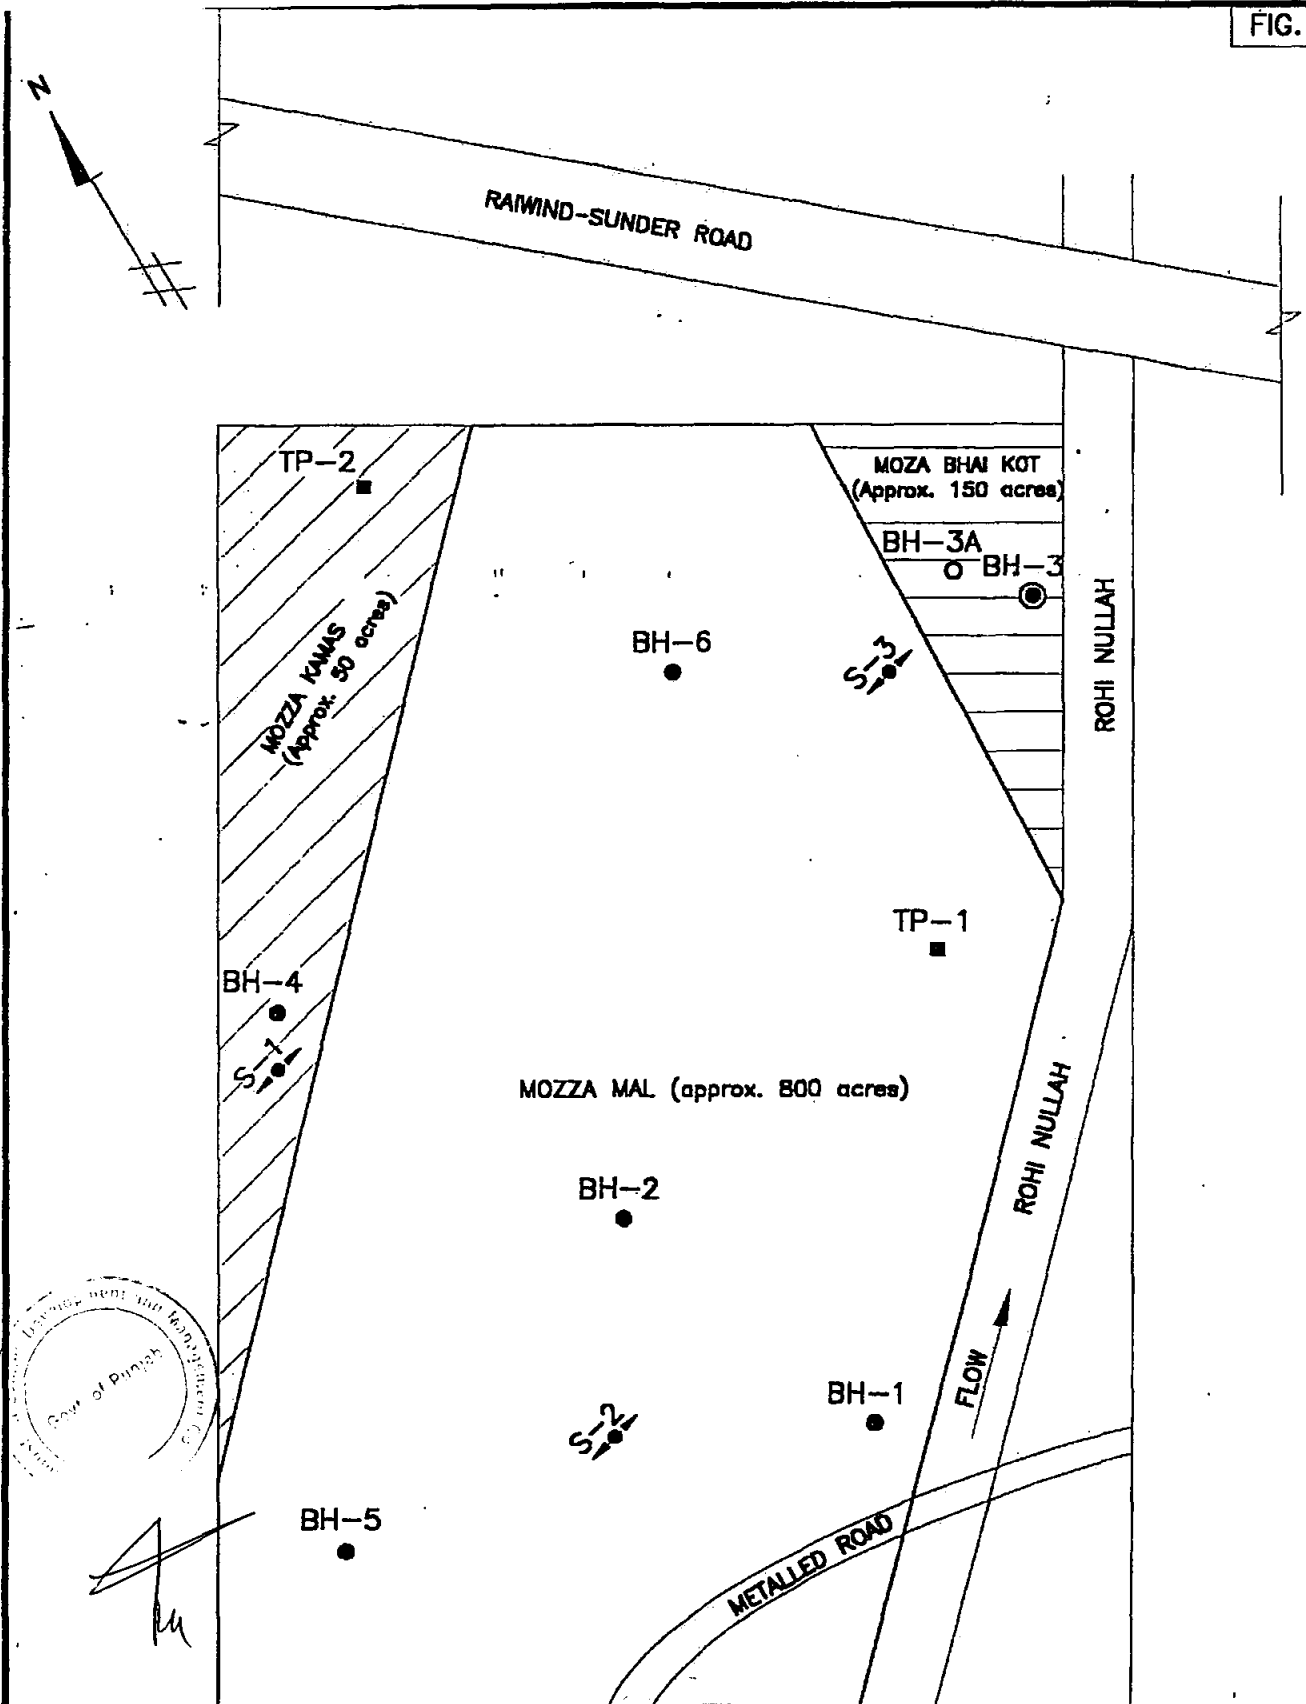 FIG.
N
RAIWIND-SUNDER ROAD
TP-2
MOZA BHAI KOT
(Approx. 150 acres)
BH-3A
BH-3
ROHI NULLAH
MOZZA KAMAS
(Approx. 50 acres)
BH-6
S-3
TP-1
BH-4
S-1
MOZZA MAL (approx. 800 acres)
ROHI NULLAH
BH-2
Govt of Punjab
FLOW
BH-1
S-2
BH-5
METALLED ROAD